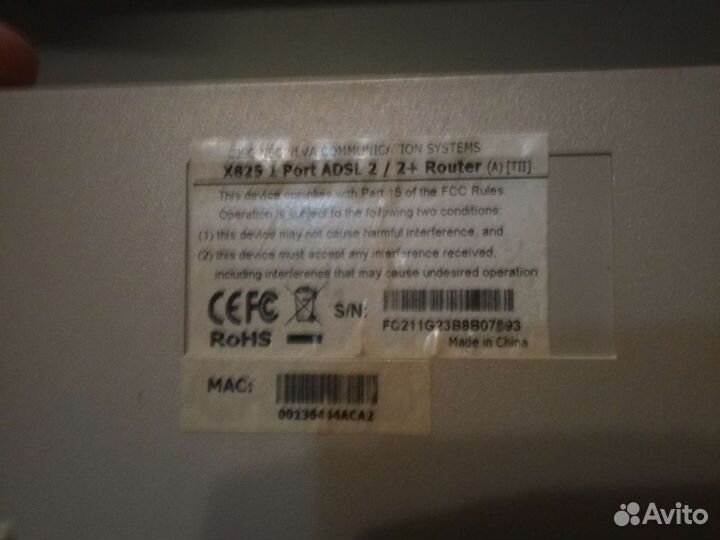 COMMUNICATION SYSTEMS
X825 1 Port ADSL 2 / 2+ Router (A) [TII]
This device complies with Part 15 of the FCC Rules
Operation is subject to the following two conditions:
(1) this device may not cause harmful interference, and
(2) this device must accept any interference received,
including interference that may cause undesired operation
CE FC
RoHS
S/N:
Made in China
MAC:
Avito